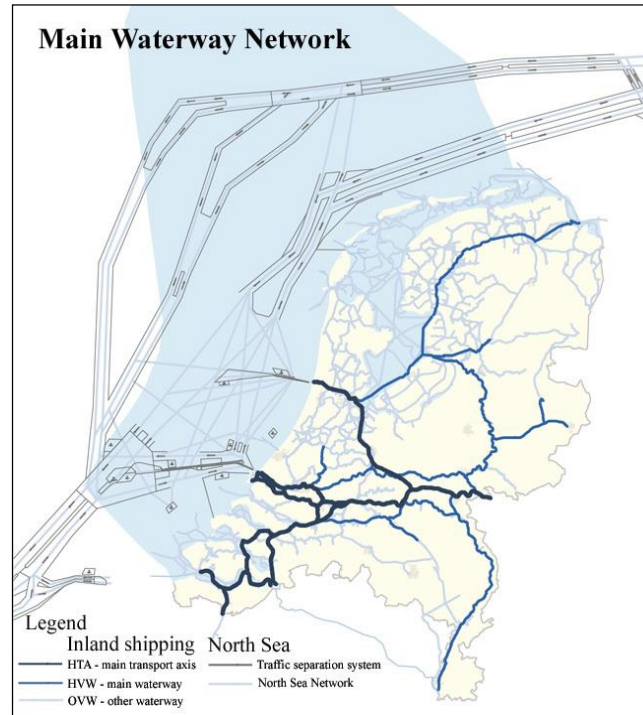 Main Waterway Network
Legend
Inland shipping North Sea
HTA - main transport axis Traffic separation system
HVW - main waterway North Sea Network
OVW - other waterway